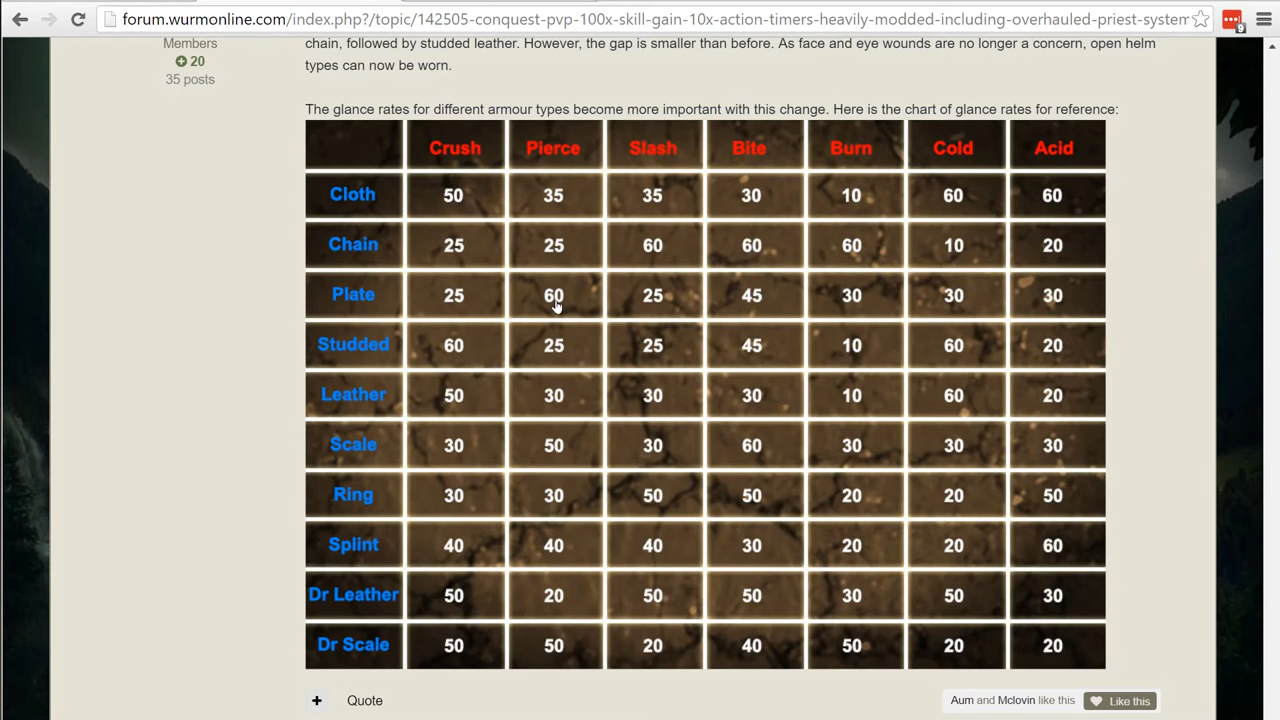 forum.wurmonline.com/index.php?/topic/142505-conquest-pvp-100x-skill-gain-10x-action-timers-heavily-modded-including-overhauled-priest-system
9
Members
20
35 posts
chain, followed by studded leather. However, the gap is smaller than before. As face and eye wounds are no longer a concern, open helm
types can now be worn.
The glance rates for different armour types become more important with this change. Here is the chart of glance rates for reference:
Crush Pierce Slash Bite Burn Cold Acid
Cloth 50 35 35 30 10 60 60
Chain 25 25 60 60 60 10 20
Plate 25 60 25 45 30 30 30
Studded 60 25 25 45 10 60 20
Leather 50 30 30 30 10 60 20
Scale 30 50 30 60 30 30 30
Ring 30 30 50 50 20 20 50
Splint 40 40 40 30 20 20 60
Dr Leather 50 20 50 50 30 50 30
Dr Scale 50 50 20 40 50 20 20
+ Quote
Aum and Mclovin like this Like this